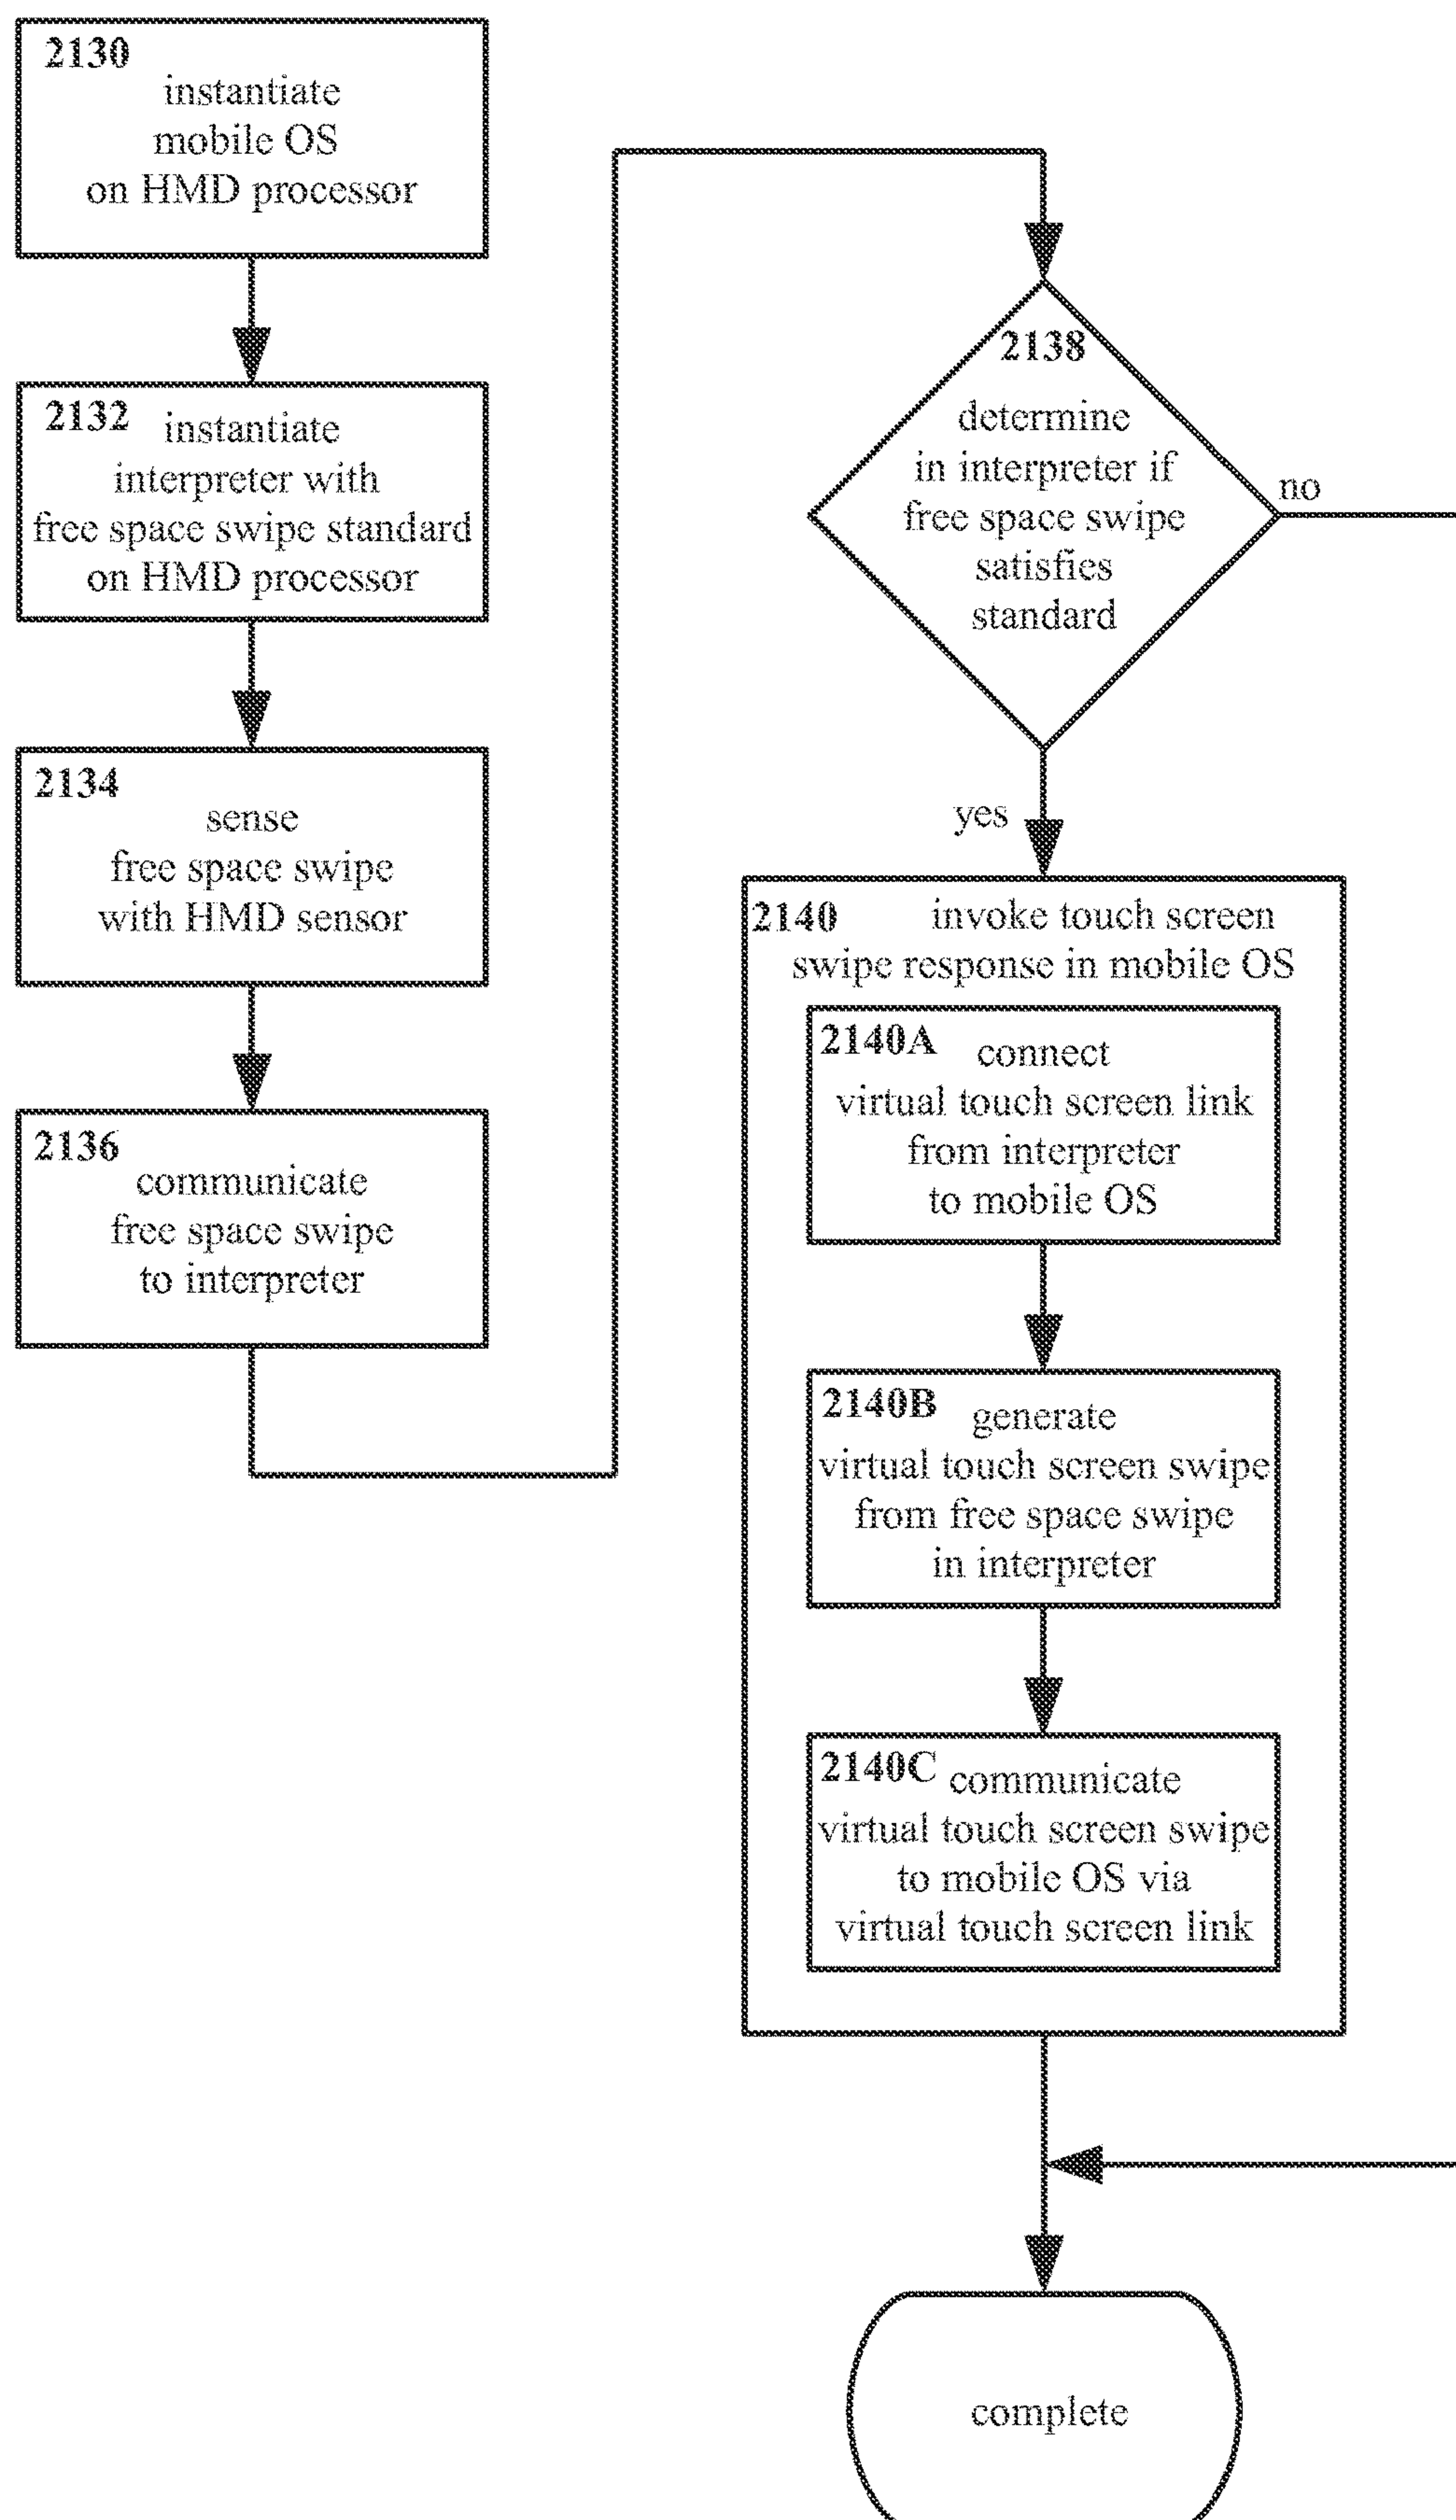 2130
instantiate
mobile OS
on HMD processor
2132 instantiate
interpreter with
free space swipe standard
on HMD processor
2134
sense
free space swipe
with HMD sensor
2136
communicate
free space swipe
to interpreter
2138
determine
in interpreter if
free space swipe
satisfies
standard
no
yes
2140 invoke touch screen
swipe response in mobile OS
2140A connect
virtual touch screen link
from interpreter
to mobile OS
2140B generate
virtual touch screen swipe
from free space swipe
in interpreter
2140C communicate
virtual touch screen swipe
to mobile OS via
virtual touch screen link
complete